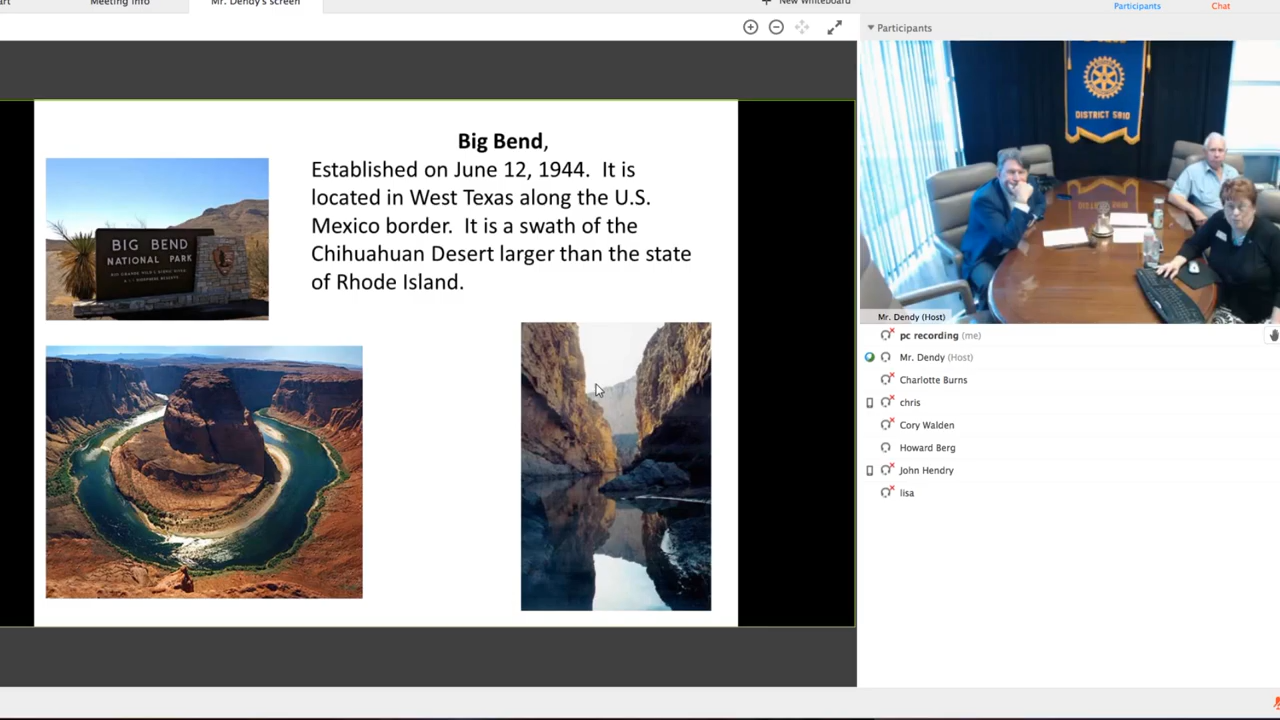 Meeting Info
Mr. Dendy's screen
New Whiteboard
Participants
Chat
Participants
Big Bend,
Established on June 12, 1944. It is
located in West Texas along the U.S.
Mexico border. It is a swath of the
Chihuahuan Desert larger than the state
of Rhode Island.
BIG BEND
NATIONAL PARK
DISTRICT 5810
Mr. Dendy (Host)
pc recording (me)
Mr. Dendy (Host)
Charlotte Burns
chris
Cory Walden
Howard Berg
John Hendry
lisa